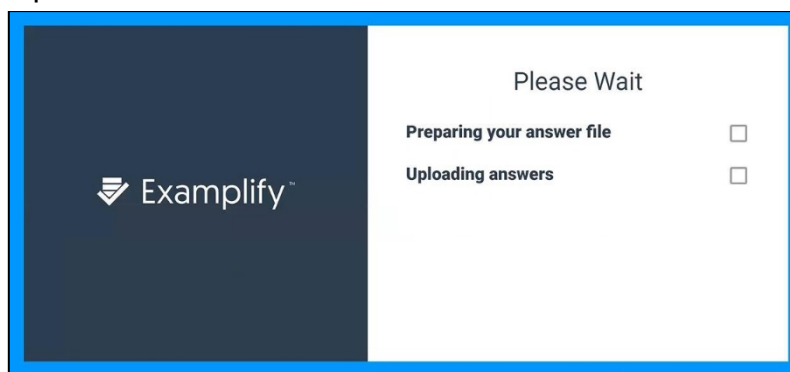 Examplify™
Please Wait
Preparing your answer file
Uploading answers